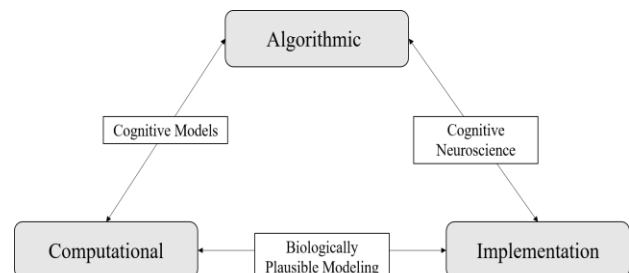 Algorithmic
Cognitive Models
Cognitive
Neuroscience
Computational
Biologically
Plausible Modeling
Implementation